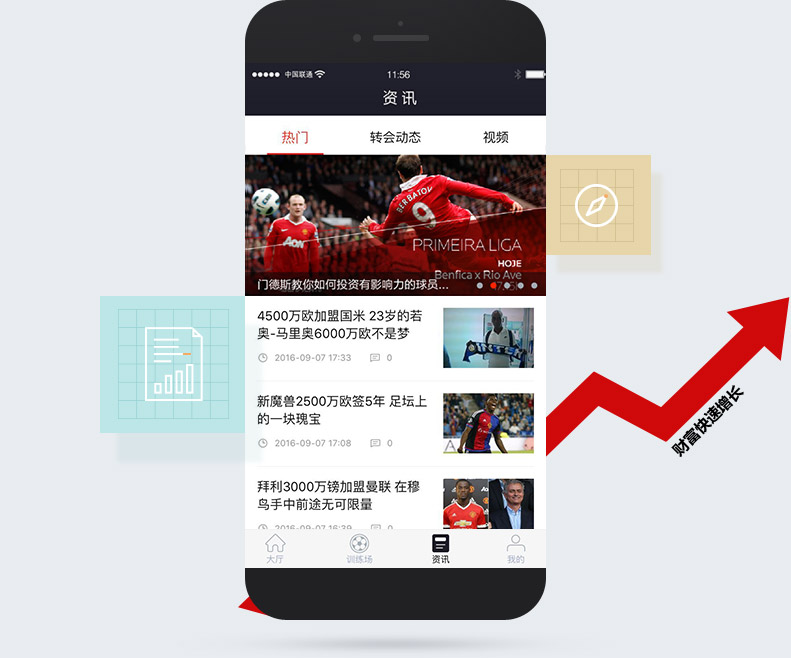 中国联通
11:56
资讯
热门
转会动态
视频
BERBATOV
9
AON
PRIMEIRA LIGA
HOJE
Benfica x Rio Ave
门德斯教你如何投资有影响力的球员...
4500万欧加盟国米 23岁的若
奥-马里奥6000万欧不是梦
2016-09-07 17:33
0
INTER
新魔兽2500万欧签5年 足坛上
的一块瑰宝
2016-09-07 17:08
0
拜利3000万镑加盟曼联 在穆
鸟手中前途无可限量
2016-09-07 16:39
0
大厅
训练场
资讯
我的
财富快速增长